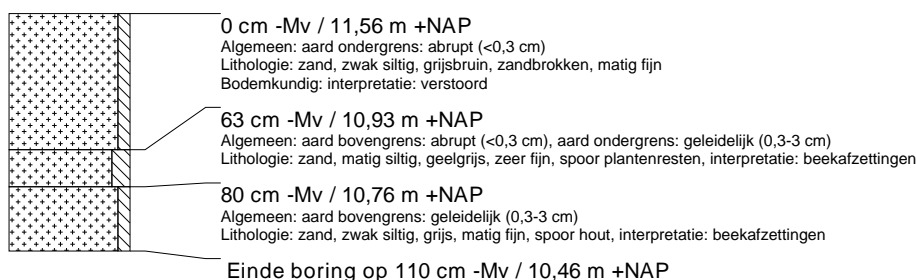 0 cm -Mv / 11,56 m +NAP
Algemeen: aard ondergrens: abrupt (<0,3 cm)
Lithologie: zand, zwak siltig, grijsbruin, zandbrokken, matig fijn
Bodemkundig: interpretatie: verstoord
63 cm -Mv / 10,93 m +NAP
Algemeen: aard bovengrens: abrupt (<0,3 cm), aard ondergrens: geleidelijk (0,3-3 cm)
Lithologie: zand, matig siltig, geelgrijs, zeer fijn, spoor plantenresten, interpretatie: beekafzettingen
80 cm -Mv / 10,76 m +NAP
Algemeen: aard bovengrens: geleidelijk (0,3-3 cm)
Lithologie: zand, zwak siltig, grijs, matig fijn, spoor hout, interpretatie: beekafzettingen
Einde boring op 110 cm -Mv / 10,46 m +NAP